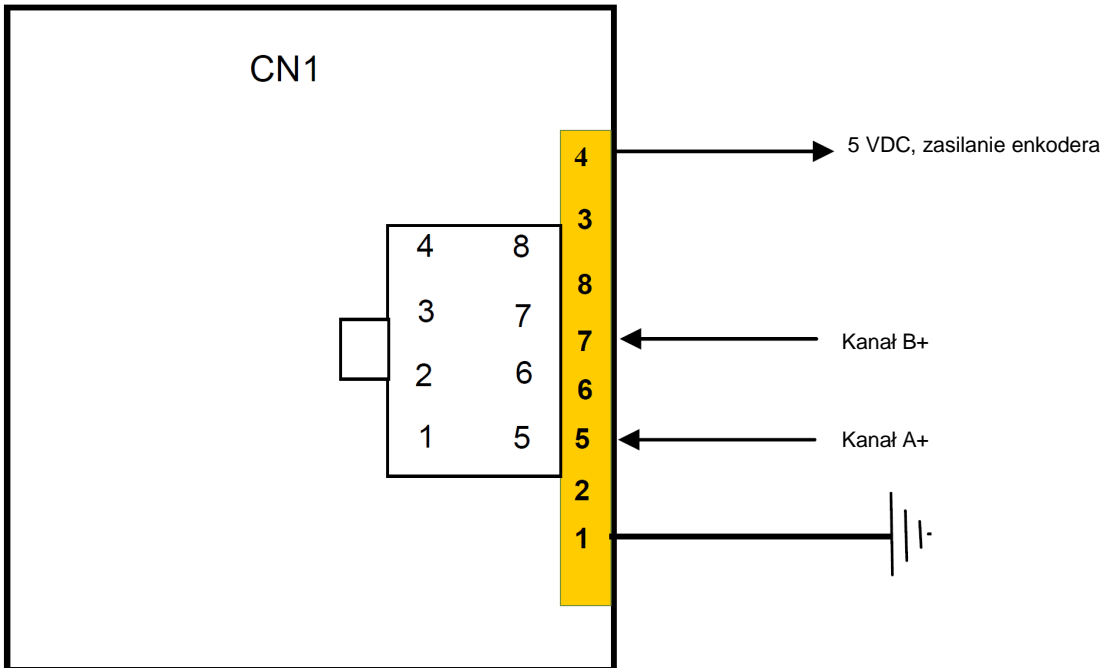 CN1
4 5 VDC, zasilanie enkodera
3
4 8
8
3 7
7 Kanał B+
2 6
6
1 5
5 Kanał A+
2
1